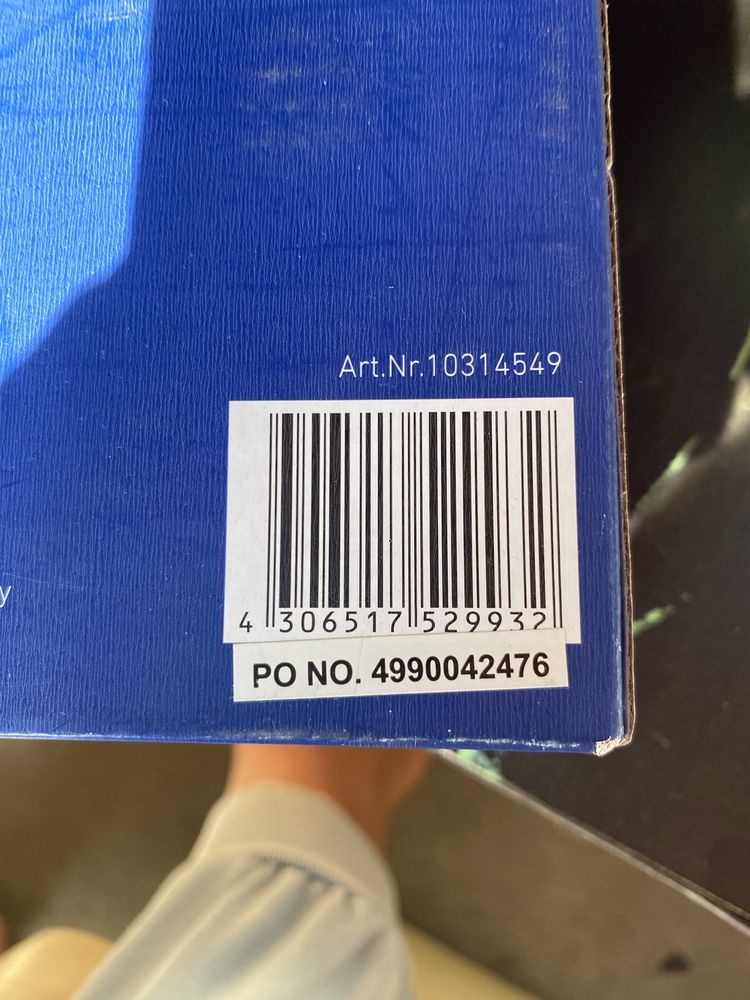 Art.Nr.10314549
y
4 306517 529932
PO NO. 4990042476